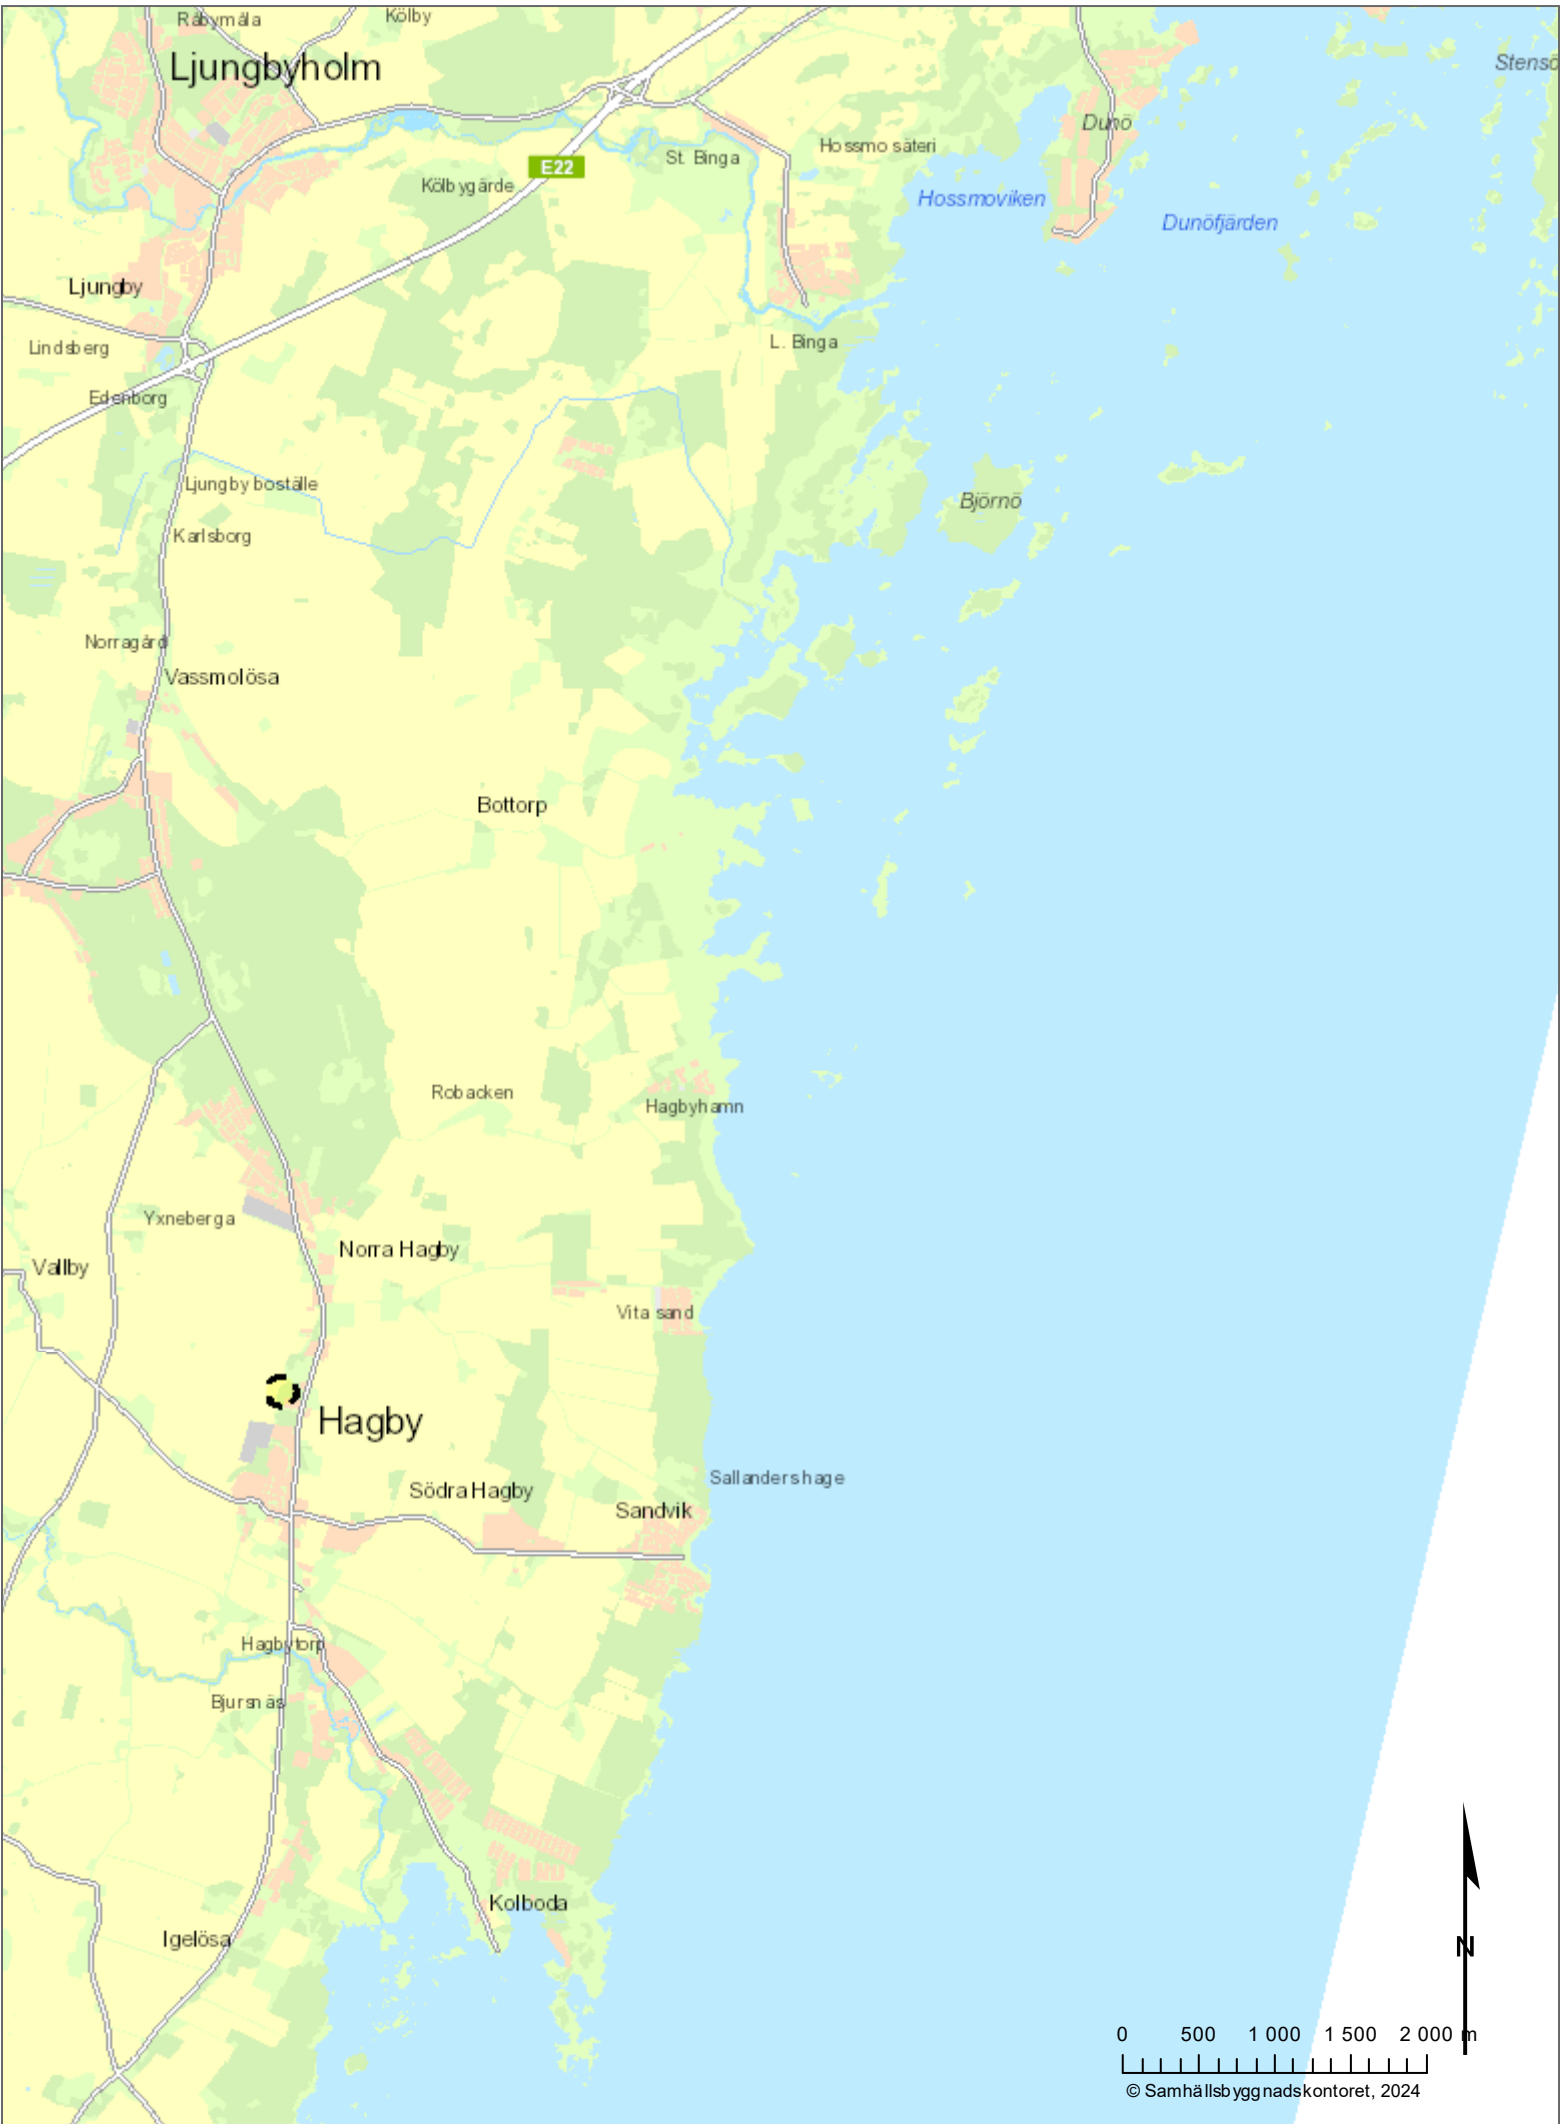 Råbymåla
Kölby
Ljungbyholm
Dunö
St. Binga
Hossmo säteri
E22
Kölbygärde
Hossmoviken
Dunöfjärden
Ljungby
L. Binga
Lindsberg
Edenborg
Ljungby boställe
Björnö
Karlsborg
Norragård
Vassmolösa
Bottorp
Robacken
Hagbyhamn
Yxneberga
Norra Hagby
Vallby
Vita sand
Hagby
Sallandershage
Södra Hagby
Sandvik
Hagbytorp
Bjursnäs
Kolboda
Igelösa
N
0 500 1 000 1 500 2 000 m
© Samhällsbyggnadskontoret, 2024